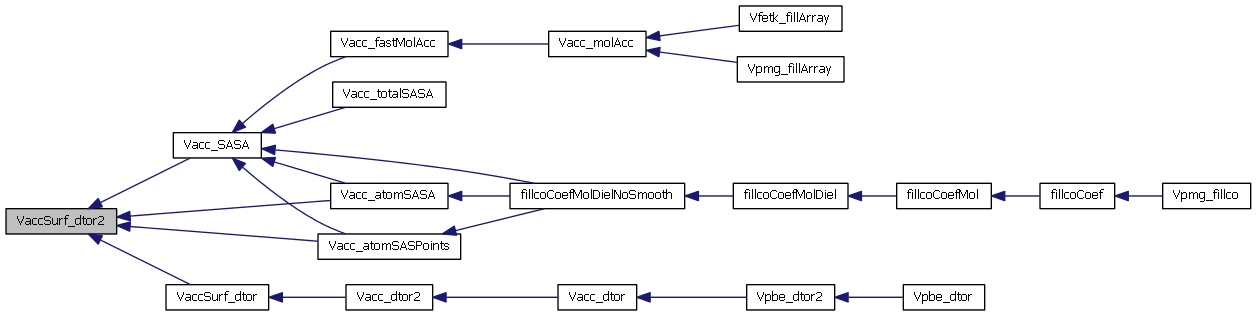 Vfetk_fillArray
Vacc_fastMolAcc
Vacc_molAcc
Vpmg_fillArray
Vacc_totalSASA
Vacc_SASA
Vacc_atomSASA
fillcoCoefMolDielNoSmooth
fillcoCoefMolDiel
fillcoCoefMol
fillcoCoef
Vpmg_fillco
VaccSurf_dtor2
Vacc_atomSASPoints
VaccSurf_dtor
Vacc_dtor2
Vacc_dtor
Vpbe_dtor2
Vpbe_dtor